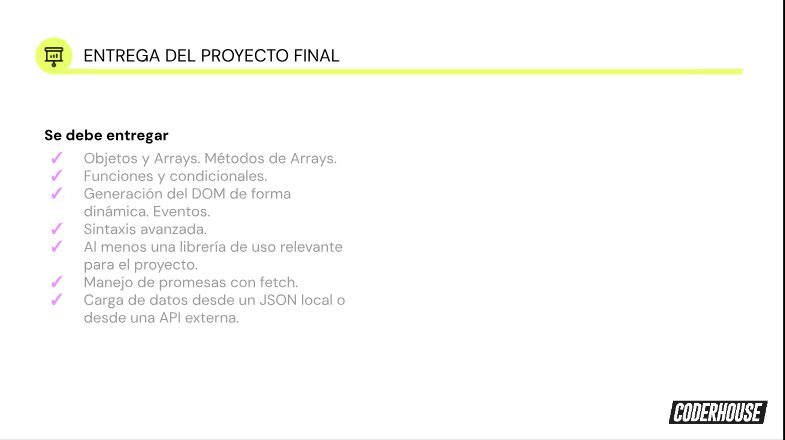 ENTREGA DEL PROYECTO FINAL
Se debe entregar
✓ Objetos y Arrays. Métodos de Arrays.
✓ Funciones y condicionales.
✓ Generación del DOM de forma
dinámica. Eventos.
✓ Sintaxis avanzada.
✓ Al menos una librería de uso relevante
para el proyecto.
✓ Manejo de promesas con fetch.
✓ Carga de datos desde un JSON local o
desde una API externa.
CODERHOUSE